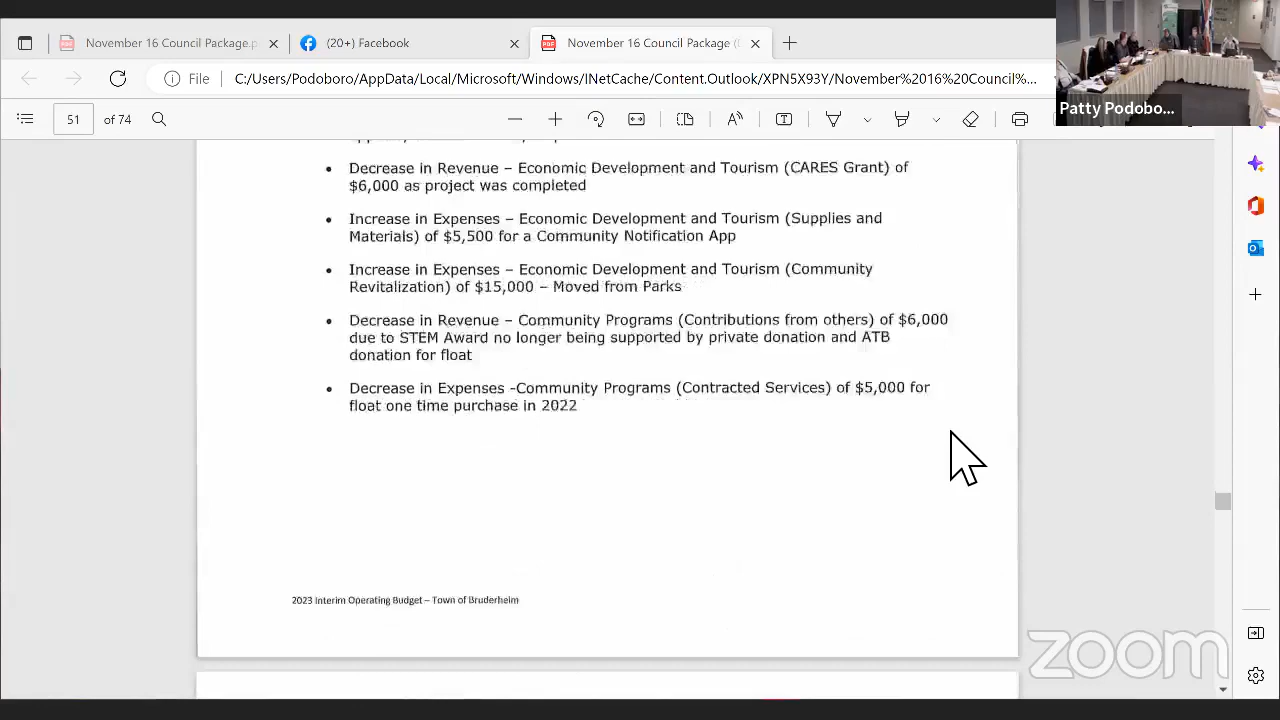 November 16 Council Package.p
(20+) Facebook
November 16 Council Package (
File
C:/Users/Podoboro/AppData/Local/Microsoft/Windows/INetCache/Content.Outlook/XPN5X93Y/November%2016%20Council%...
Patty Podobo...
51 of 74
• Decrease in Revenue – Economic Development and Tourism (CARES Grant) of
$6,000 as project was completed
• Increase in Expenses – Economic Development and Tourism (Supplies and
Materials) of $5,500 for a Community Notification App
• Increase in Expenses – Economic Development and Tourism (Community
Revitalization) of $15,000 – Moved from Parks
• Decrease in Revenue – Community Programs (Contributions from others) of $6,000
due to STEM Award no longer being supported by private donation and ATB
donation for float
• Decrease in Expenses -Community Programs (Contracted Services) of $5,000 for
float one time purchase in 2022
2023 Interim Operating Budget – Town of Bruderheim
zoom